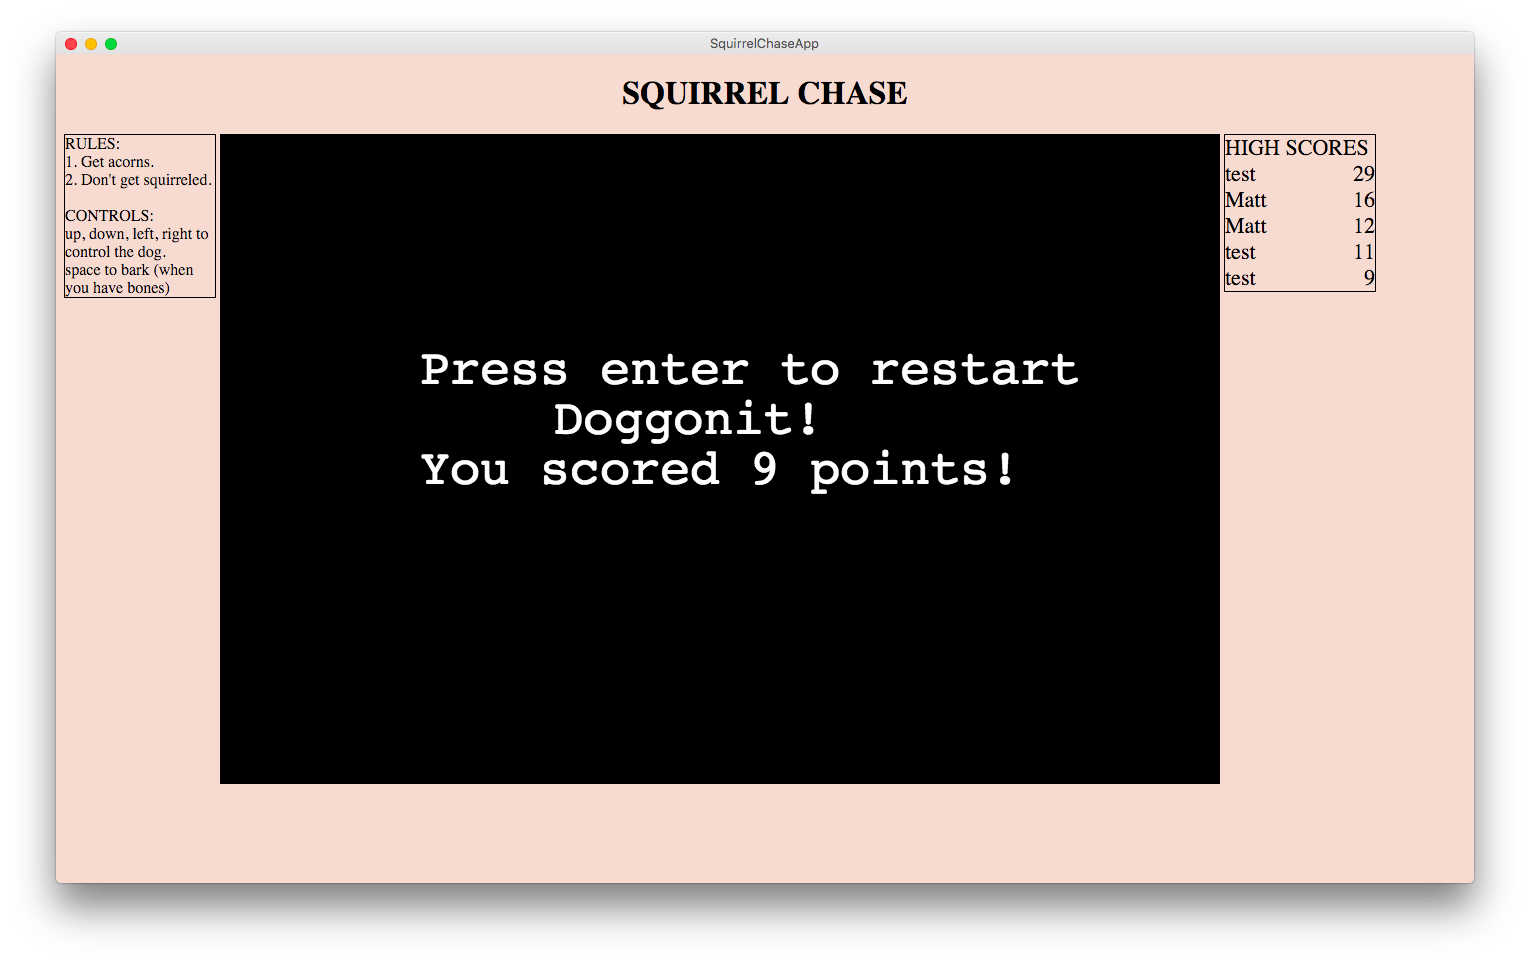 SquirrelChaseApp
SQUIRREL CHASE
RULES:
1. Get acorns.
2. Don't get squirreled.
CONTROLS:
up, down, left, right to
control the dog.
space to bark (when
you have bones)
Press enter to restart
Doggonit!
You scored 9 points!
HIGH SCORES
test 29
Matt 16
Matt 12
test 11
test 9